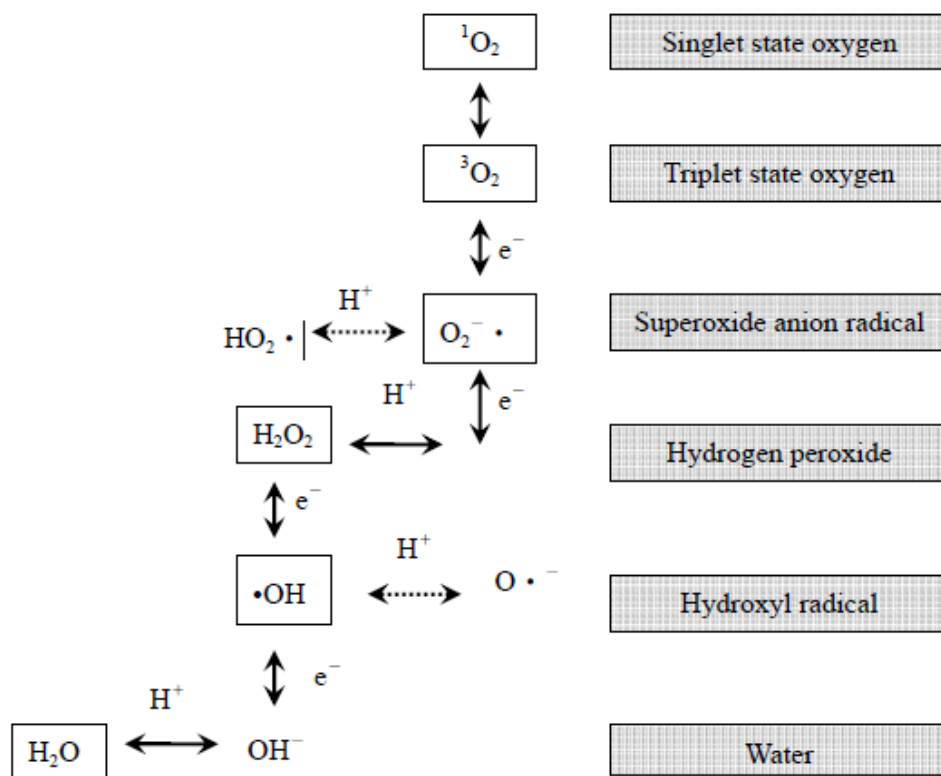 ¹O₂ Singlet state oxygen
³O₂ Triplet state oxygen
e⁻
H⁺
HO₂ • | O₂⁻ • Superoxide anion radical
H⁺ e⁻
H₂O₂ Hydrogen peroxide
e⁻
H⁺
•OH O •⁻ Hydroxyl radical
e⁻
H⁺
H₂O OH⁻ Water